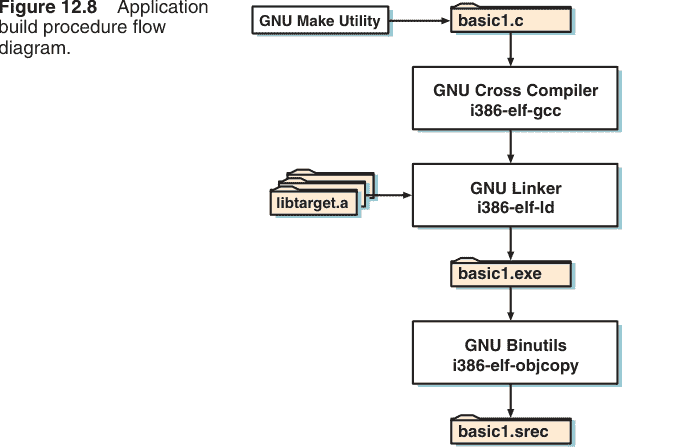 Figure 12.8 Application
build procedure flow
diagram.
GNU Make Utility
basic1.c
GNU Cross Compiler
i386-elf-gcc
libtarget.a
GNU Linker
i386-elf-ld
basic1.exe
GNU Binutils
i386-elf-objcopy
basic1.srec